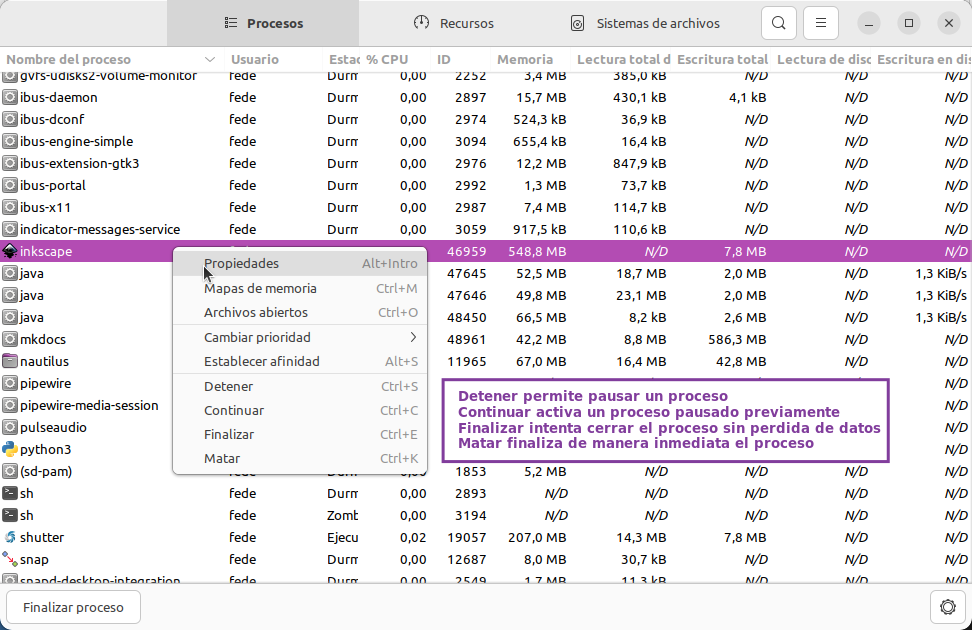 Procesos Recursos Sistemas de archivos
Nombre del proceso Usuario Estac % CPU ID Memoria Lectura total d Escritura total Lectura de disc Escritura en dis
gvfs-udisks2-volume-monitor fede Durm 0,00 2252 3,4 MB 385,0 kB N/D N/D N/D
ibus-daemon fede Durm 0,00 2897 15,7 MB 430,1 kB 4,1 kB N/D N/D
ibus-dconf fede Durm 0,00 2974 524,3 kB 36,9 kB N/D N/D N/D
ibus-engine-simple fede Durm 0,00 3094 655,4 kB 16,4 kB N/D N/D N/D
ibus-extension-gtk3 fede Durm 0,00 2976 12,2 MB 847,9 kB N/D N/D N/D
ibus-portal fede Durm 0,00 2992 1,3 MB 73,7 kB N/D N/D N/D
ibus-x11 fede Durm 0,00 2987 7,4 MB 114,7 kB N/D N/D N/D
indicator-messages-service fede Durm 0,00 3059 917,5 kB 110,6 kB N/D N/D N/D
inkscape 46959 548,8 MB N/D 7,8 MB N/D N/D
java 47645 52,5 MB 18,7 MB 2,0 MB N/D 1,3 KiB/s
java 47646 49,8 MB 23,1 MB 2,0 MB N/D 1,3 KiB/s
java 48450 66,5 MB 8,2 kB 2,6 MB N/D 1,3 KiB/s
mkdocs 48961 42,2 MB 8,8 MB 586,3 MB N/D N/D
nautilus 11965 67,0 MB 16,4 MB 42,8 MB N/D N/D
pipewire N/D
pipewire-media-session N/D
pulseaudio N/D
python3 N/D
(sd-pam) fede Durm 0,00 1853 5,2 MB N/D N/D N/D N/D
sh fede Durm 0,00 2893 N/D N/D N/D N/D N/D
sh fede Zomb 0,00 3194 N/D N/D N/D N/D N/D
shutter fede Ejecu 0,02 19057 207,0 MB 14,3 MB 7,8 MB N/D N/D
snap fede Durm 0,00 12687 8,0 MB 30,7 kB N/D N/D N/D
snapd-desktop-integration fede Durm 0,00 2549 1,7 MB 11,3 kB N/D N/D N/D
Propiedades Alt+Intro
Mapas de memoria Ctrl+M
Archivos abiertos Ctrl+O
Cambiar prioridad
Establecer afinidad Alt+S
Detener Ctrl+S
Continuar Ctrl+C
Finalizar Ctrl+E
Matar Ctrl+K
Detener permite pausar un proceso
Continuar activa un proceso pausado previamente
Finalizar intenta cerrar el proceso sin perdida de datos
Matar finaliza de manera inmediata el proceso
Finalizar proceso